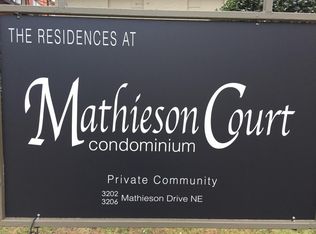 THE RESIDENCES AT
Mathieson Court
condominium
Private Community
3202
3206 Mathieson Drive NE